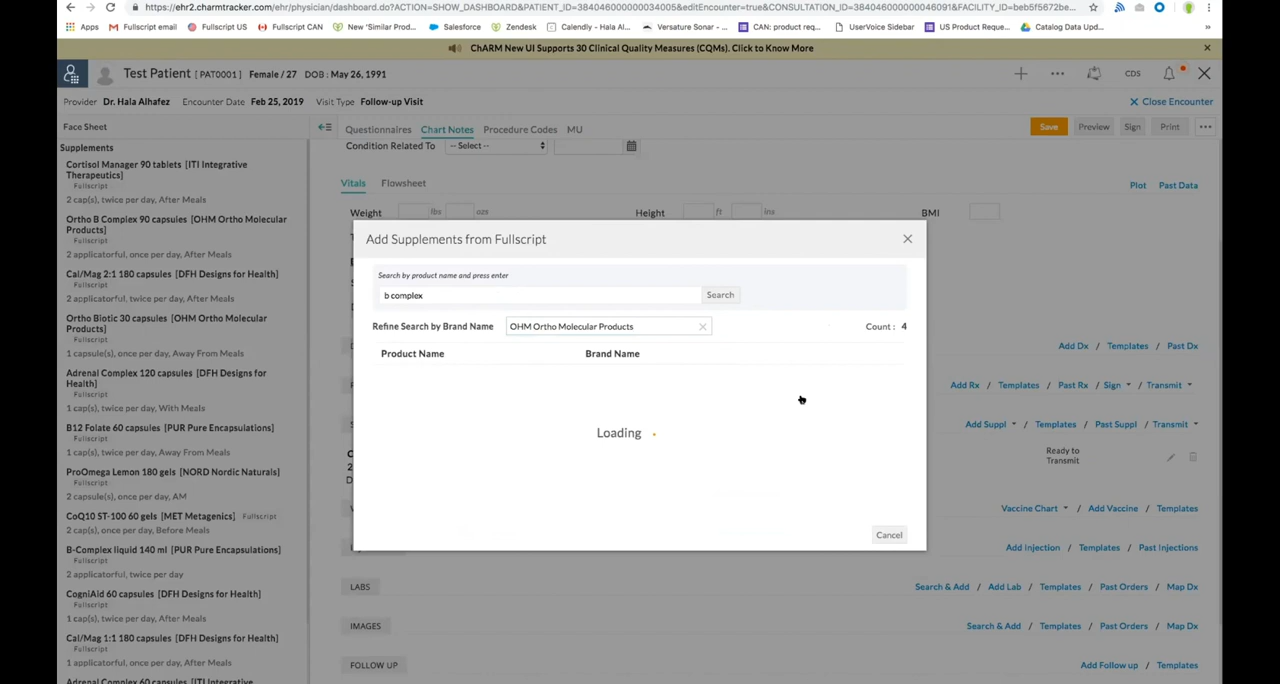 https://ehr2.charmtracker.com/ehr/physician/dashboard.do?ACTION=SHOW_DASHBOARD&PATIENT_ID=384046000000034005&editEncounter=true&CONSULTATION_ID=384046000000046091&FACILITY_ID=beb5f5672be...
Apps Fullscript email Fullscript US Fullscript CAN New 'Similar Prod... Salesforce Zendesk Calendly - Hala Al... Versature Sonar - ... CAN: product req... UserVoice Sidebar US Product Reque... Catalog Data Upd... »
ChARM New UI Supports 30 Clinical Quality Measures (CQMs). Click to Know More
Test Patient [ PAT0001 ] Female / 27 DOB : May 26, 1991
CDS
Provider Dr. Hala Alhafez Encounter Date Feb 25, 2019 Visit Type Follow-up Visit
Close Encounter
Face Sheet
Questionnaires Chart Notes Procedure Codes MU
Save Preview Sign Print
Supplements
Cortisol Manager 90 tablets [ITI Integrative
Therapeutics]
Fullscript
2 cap(s), twice per day, After Meals
Ortho B Complex 90 capsules [OHM Ortho Molecular
Products]
Fullscript
2 applicatorful, once per day, After Meals
Cal/Mag 2:1 180 capsules [DFH Designs for Health]
Fullscript
2 applicatorful, twice per day, After Meals
Ortho Biotic 30 capsules [OHM Ortho Molecular
Products]
Fullscript
1 capsule(s), once per day, Away From Meals
Adrenal Complex 120 capsules [DFH Designs for
Health]
Fullscript
1 cap(s), twice per day, With Meals
B12 Folate 60 capsules [PUR Pure Encapsulations]
Fullscript
1 cap(s), twice per day, Away From Meals
ProOmega Lemon 180 gels [NORD Nordic Naturals]
Fullscript
2 capsule(s), once per day, AM
CoQ10 ST-100 60 gels [MET Metagenics] Fullscript
2 cap(s), once per day, Before Meals
B-Complex liquid 140 ml [PUR Pure Encapsulations]
Fullscript
2 applicatorful, twice per day
CogniAid 60 capsules [DFH Designs for Health]
Fullscript
1 cap(s), twice per day, After Meals
Cal/Mag 1:1 180 capsules [DFH Designs for Health]
Fullscript
1 applicatorful, twice per day, After Meals
Adrenal Complex 60 capsules [ITI Integrative
Condition Related To -- Select --
Vitals Flowsheet
Plot Past Data
Weight lbs ozs Height ft ins BMI
Add Supplements from Fullscript
Search by product name and press enter
b complex Search
Refine Search by Brand Name OHM Ortho Molecular Products Count : 4
Product Name Brand Name
Loading
Cancel
Add Dx / Templates / Past Dx
Add Rx / Templates / Past Rx / Sign / Transmit
Add Suppl / Templates / Past Suppl / Transmit
Ready to
Transmit
Vaccine Chart / Add Vaccine / Templates
Add Injection / Templates / Past Injections
LABS
Search & Add / Add Lab / Templates / Past Orders / Map Dx
IMAGES
Search & Add / Templates / Past Orders / Map Dx
FOLLOW UP
Add Follow up / Templates